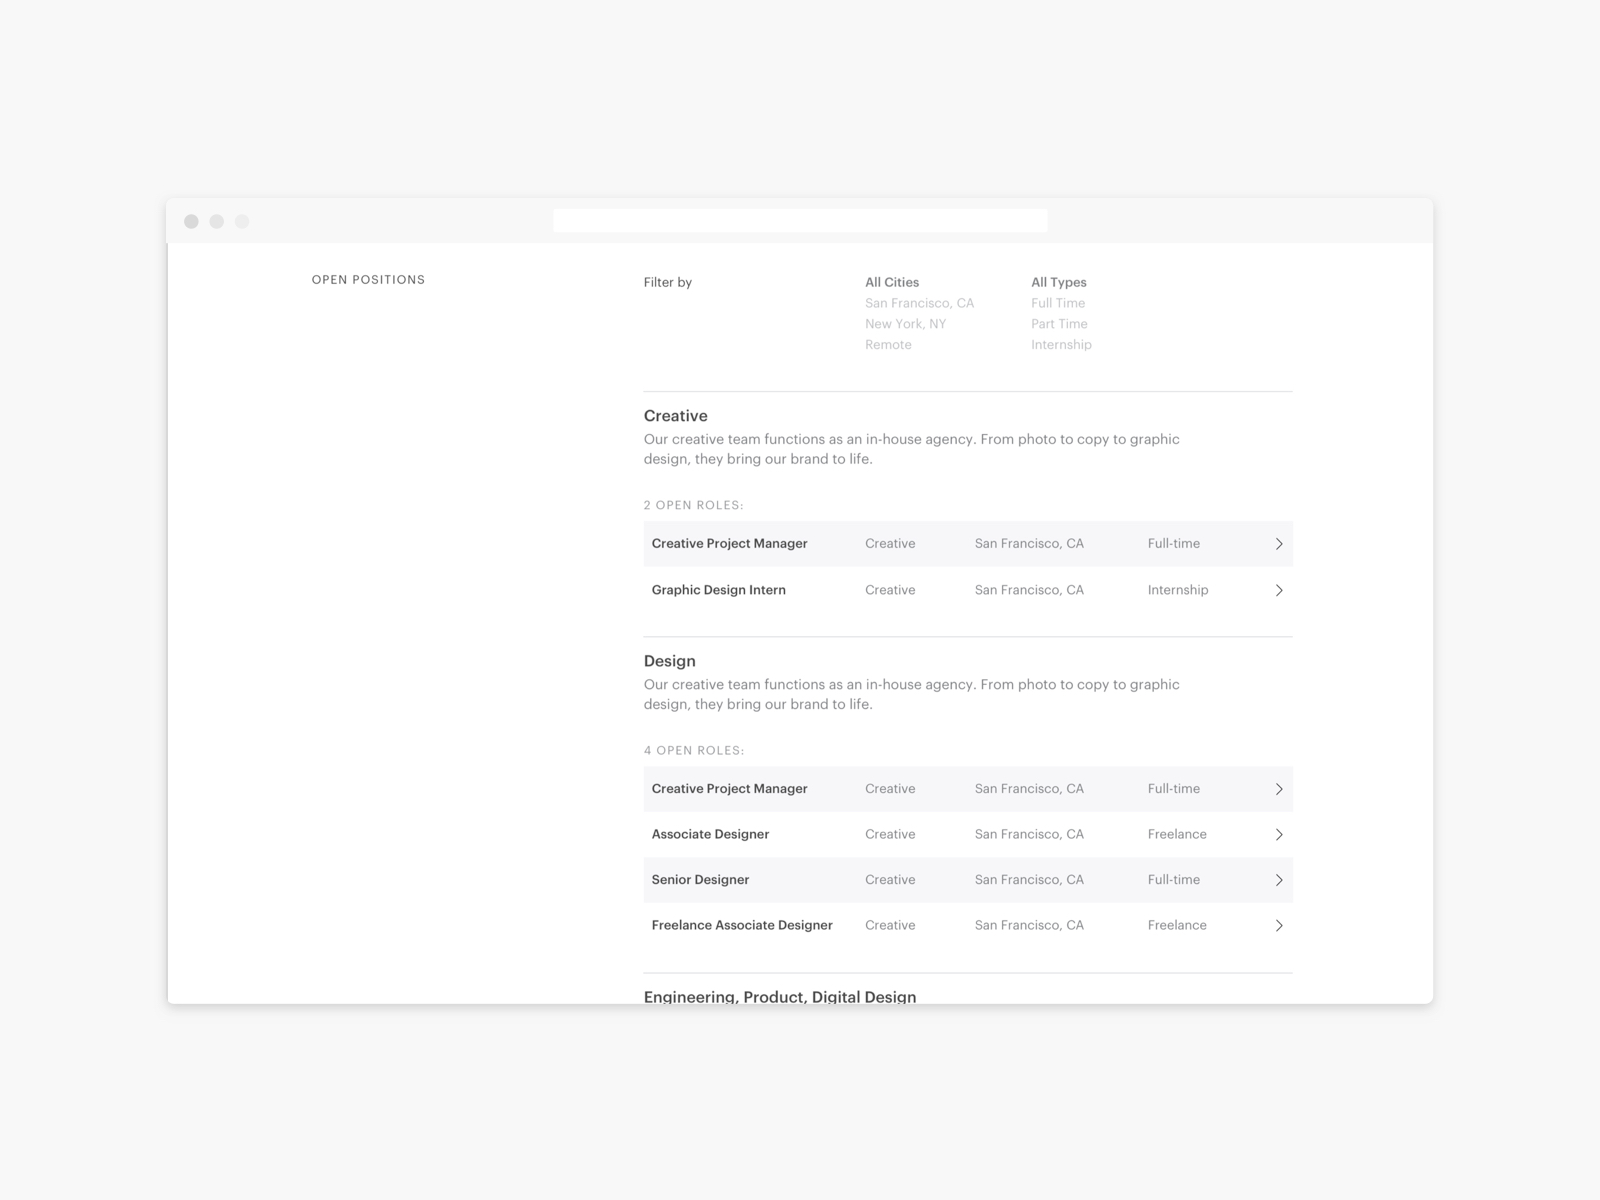 OPEN POSITIONS
Filter by
All Cities
San Francisco, CA
New York, NY
Remote
All Types
Full Time
Part Time
Internship
Creative
Our creative team functions as an in-house agency. From photo to copy to graphic
design, they bring our brand to life.
2 OPEN ROLES:
Creative Project Manager Creative San Francisco, CA Full-time
Graphic Design Intern Creative San Francisco, CA Internship
Design
Our creative team functions as an in-house agency. From photo to copy to graphic
design, they bring our brand to life.
4 OPEN ROLES:
Creative Project Manager Creative San Francisco, CA Full-time
Associate Designer Creative San Francisco, CA Freelance
Senior Designer Creative San Francisco, CA Full-time
Freelance Associate Designer Creative San Francisco, CA Freelance
Engineering, Product, Digital Design